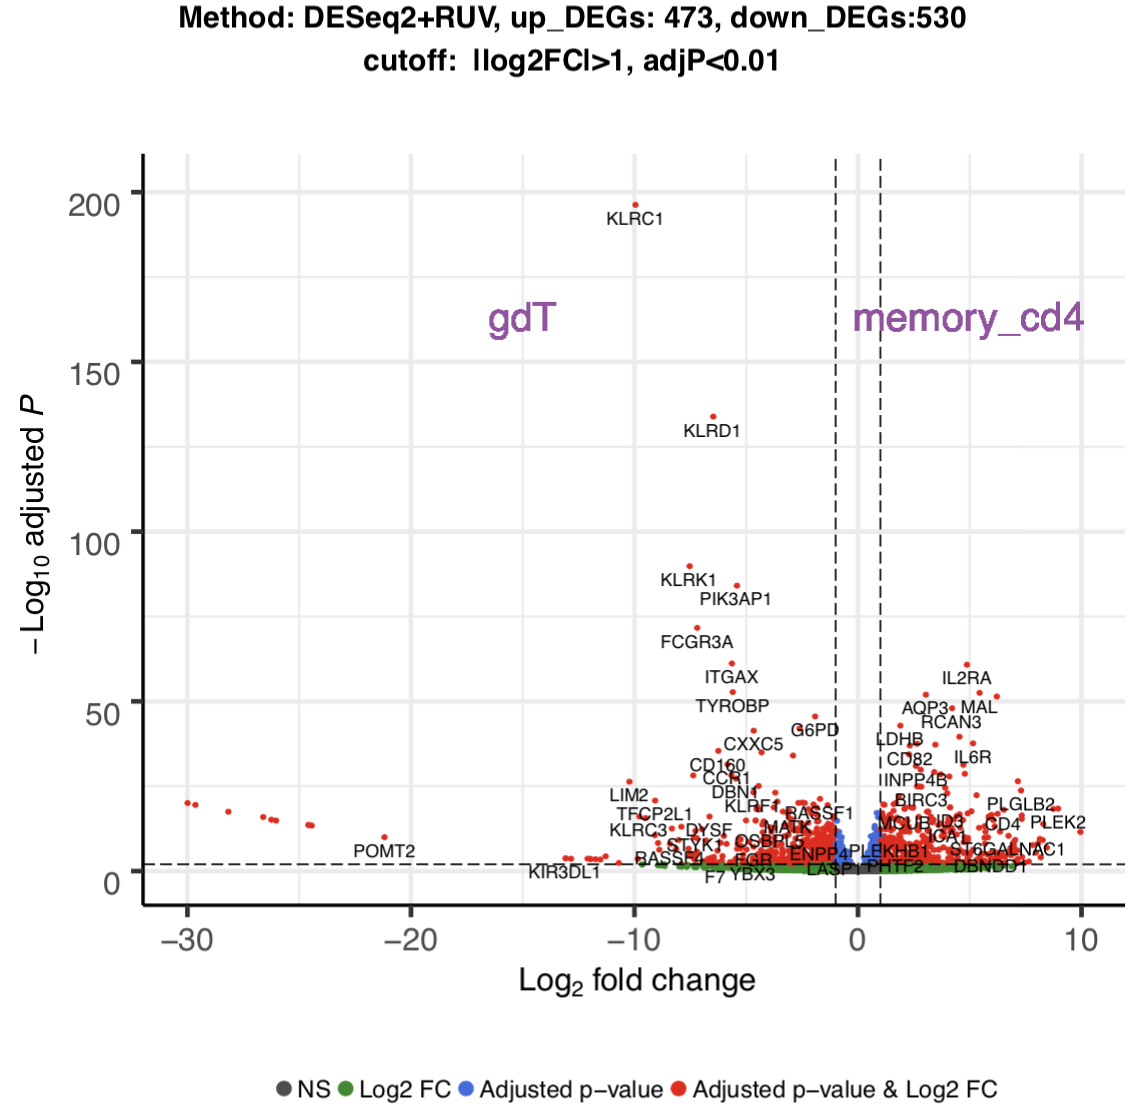 Method: DESeq2+RUV, up_DEGs: 473, down_DEGs:530
cutoff: |log2FC|>1, adjP<0.01
200
150
100
50
0
−Log10 adjusted P
gdT
memory_cd4
KLRC1
KLRD1
KLRK1
PIK3AP1
FCGR3A
ITGAX
IL2RA
TYROBP
AQP3
MAL
RCAN3
G6PD
CXXC5
LDHB
CD82
IL6R
CD160
CCR1
INPP4B
DBN1
LIM2
KLRF1
BIRC3
PLGLB2
TFCP2L1
RASSF1
KLRC3
DYSF
MATK
MCUB
ID3
CD4
PLEK2
STYK1
OSBPL5
ICA1
POMT2
RASSF4
FGR
ENPP4
PLEKHB1
ST6GALNAC1
KIR3DL1
F7
YBX3
LASP1
PHTF2
DBNDD1
−30
−20
−10
0
10
Log2 fold change
NS
Log2 FC
Adjusted p−value
Adjusted p−value & Log2 FC